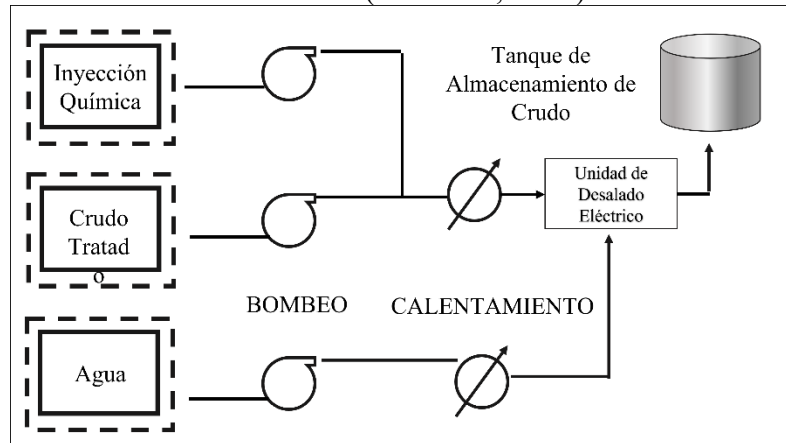 Inyección
Química
Tanque de
Almacenamiento de
Crudo
Unidad de
Desalado
Eléctrico
Crudo
Tratad
o
BOMBEO
CALENTAMIENTO
Agua